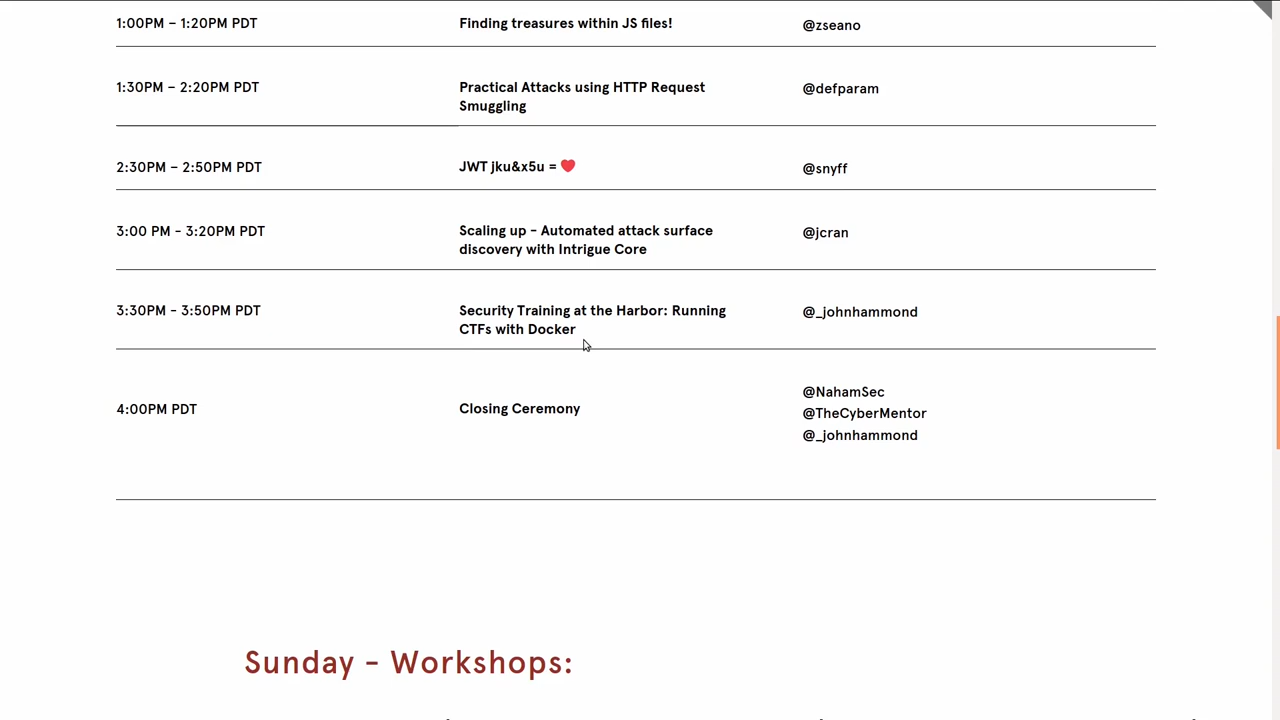 1:00PM – 1:20PM PDT Finding treasures within JS files! @zseano
1:30PM – 2:20PM PDT Practical Attacks using HTTP Request @defparam
Smuggling
2:30PM – 2:50PM PDT JWT jku&x5u = ❤️ @snyff
3:00 PM - 3:20PM PDT Scaling up - Automated attack surface @jcran
discovery with Intrigue Core
3:30PM - 3:50PM PDT Security Training at the Harbor: Running @_johnhammond
CTFs with Docker
@NahamSec
4:00PM PDT Closing Ceremony @TheCyberMentor
@_johnhammond
Sunday - Workshops: